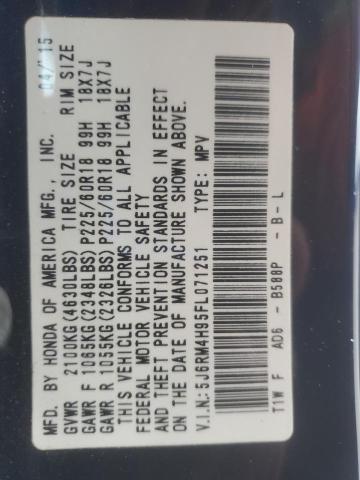 MFD. BY HONDA OF AMERICA MFG., INC. 04/15
GVWR 2100KG(4630LBS) TIRE SIZE RIM SIZE
GAWR F 1065KG(2348LBS) P225/60R18 99H 18X7J
GAWR R 1055KG(2326LBS) P225/60R18 99H 18X7J
THIS VEHICLE CONFORMS TO ALL APPLICABLE
FEDERAL MOTOR VEHICLE SAFETY
AND THEFT PREVENTION STANDARDS IN EFFECT
ON THE DATE OF MANUFACTURE SHOWN ABOVE.
V.I.N.:5J6RM4H95FL071251 TYPE: MPV
T1W F AD6 - B588P - B - L